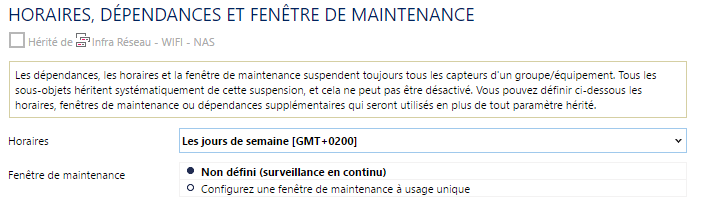 HORAIRES, DÉPENDANCES ET FENÊTRE DE MAINTENANCE
Hérité de Infra Réseau - WIFI - NAS
Les dépendances, les horaires et la fenêtre de maintenance suspendent toujours tous les capteurs d'un groupe/équipement. Tous les
sous-objets héritent systématiquement de cette suspension, et cela ne peut pas être désactivé. Vous pouvez définir ci-dessous les
horaires, fenêtres de maintenance ou dépendances supplémentaires qui seront utilisés en plus de tout paramètre hérité.
Horaires
Les jours de semaine [GMT+0200]
Fenêtre de maintenance
Non défini (surveillance en continu)
Configurez une fenêtre de maintenance à usage unique